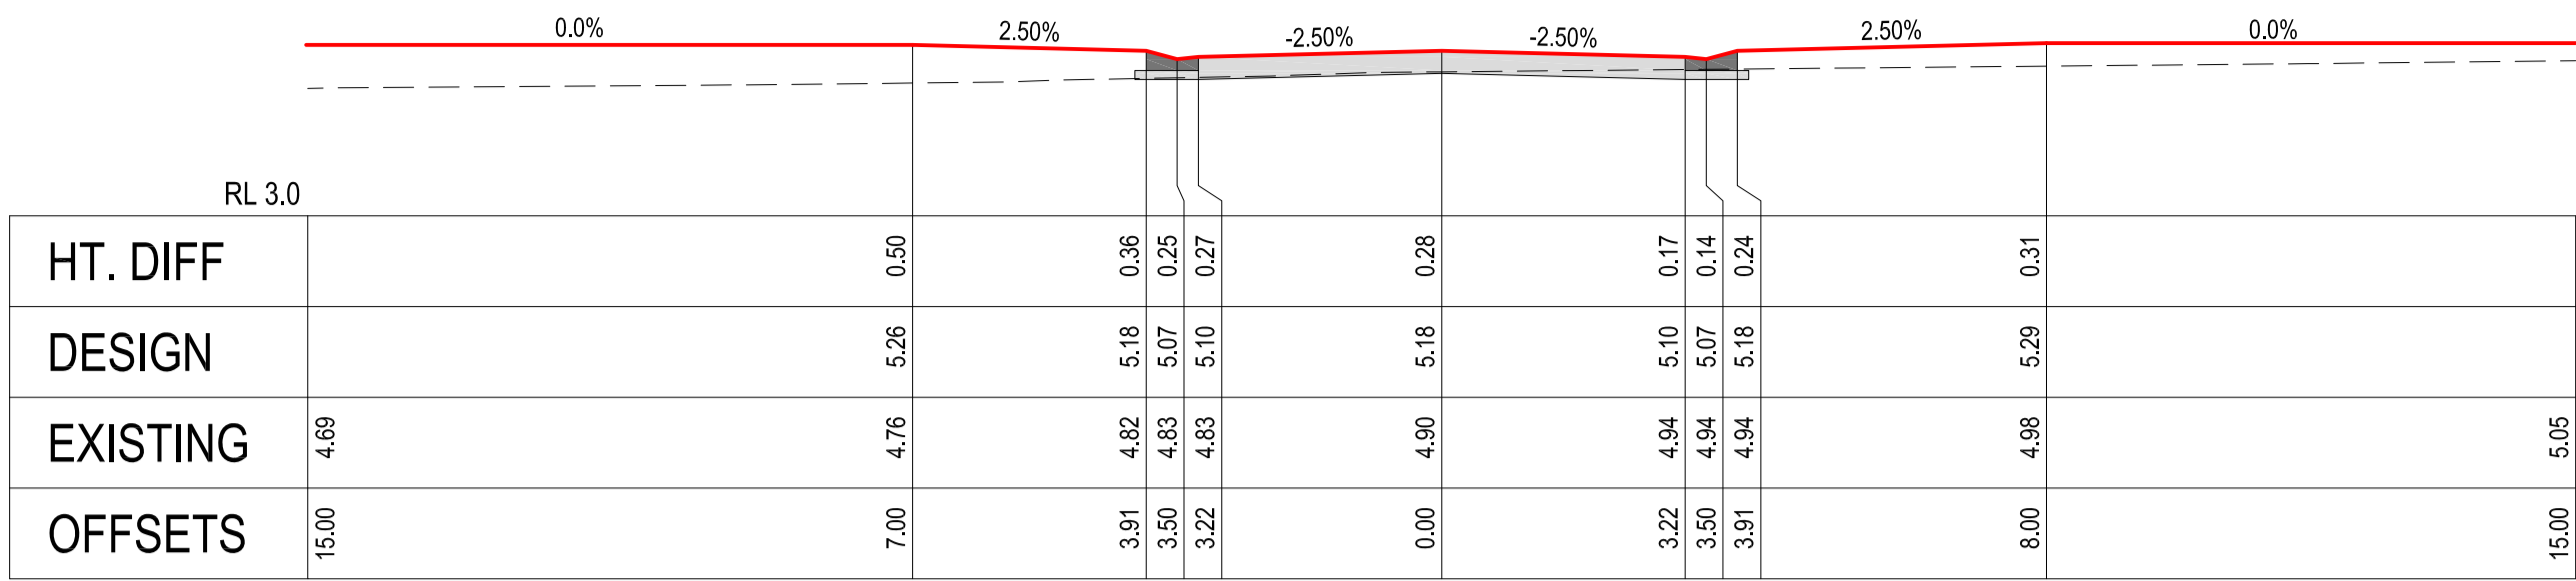 0.0% 2.50% -2.50% -2.50% 2.50% 0.0%
RL 3.0
HT. DIFF 0.50 0.36 0.25 0.27 0.28 0.17 0.14 0.24 0.31
DESIGN 5.26 5.18 5.07 5.10 5.18 5.10 5.07 5.18 5.29
EXISTING 4.69 4.76 4.82 4.83 4.83 4.90 4.94 4.94 4.94 4.98 5.05
OFFSETS 15.00 7.00 3.91 3.50 3.22 0.00 3.22 3.50 3.91 8.00 15.00